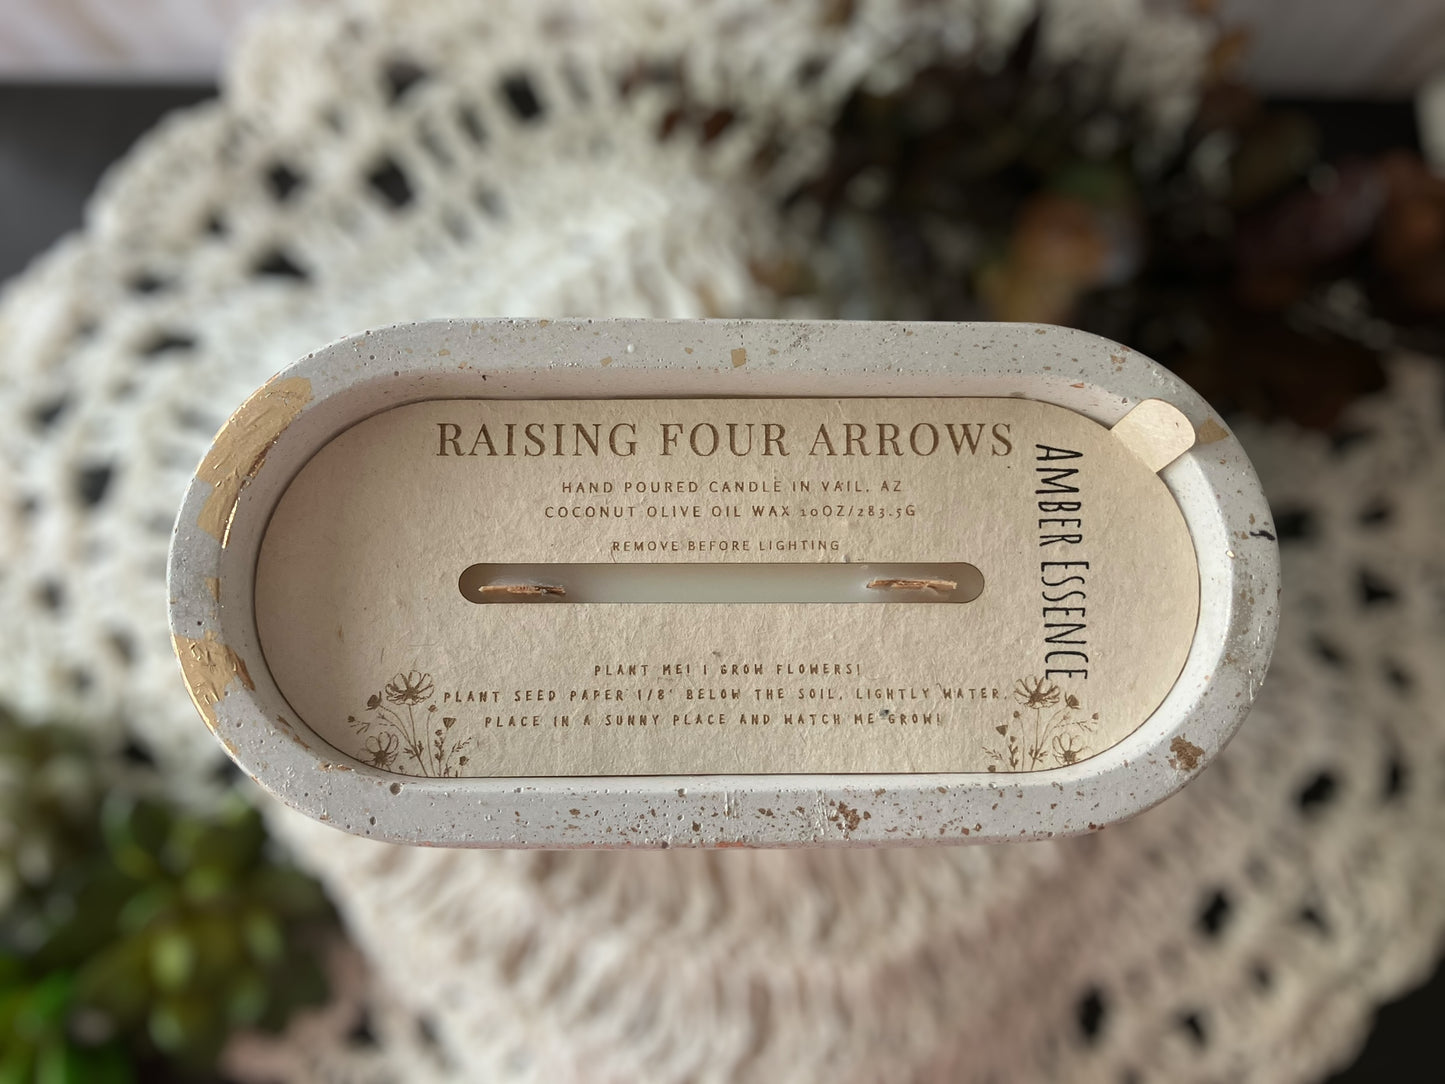 RAISING FOUR ARROWS
HAND POURED CANDLE IN VAIL, AZ
COCONUT OLIVE OIL WAX 10OZ/283.5G
REMOVE BEFORE LIGHTING
AMBER ESSENCE
PLANT ME! I GROW FLOWERS!
PLANT SEED PAPER 1/8" BELOW THE SOIL, LIGHTLY WATER,
PLACE IN A SUNNY PLACE AND WATCH ME GROW!